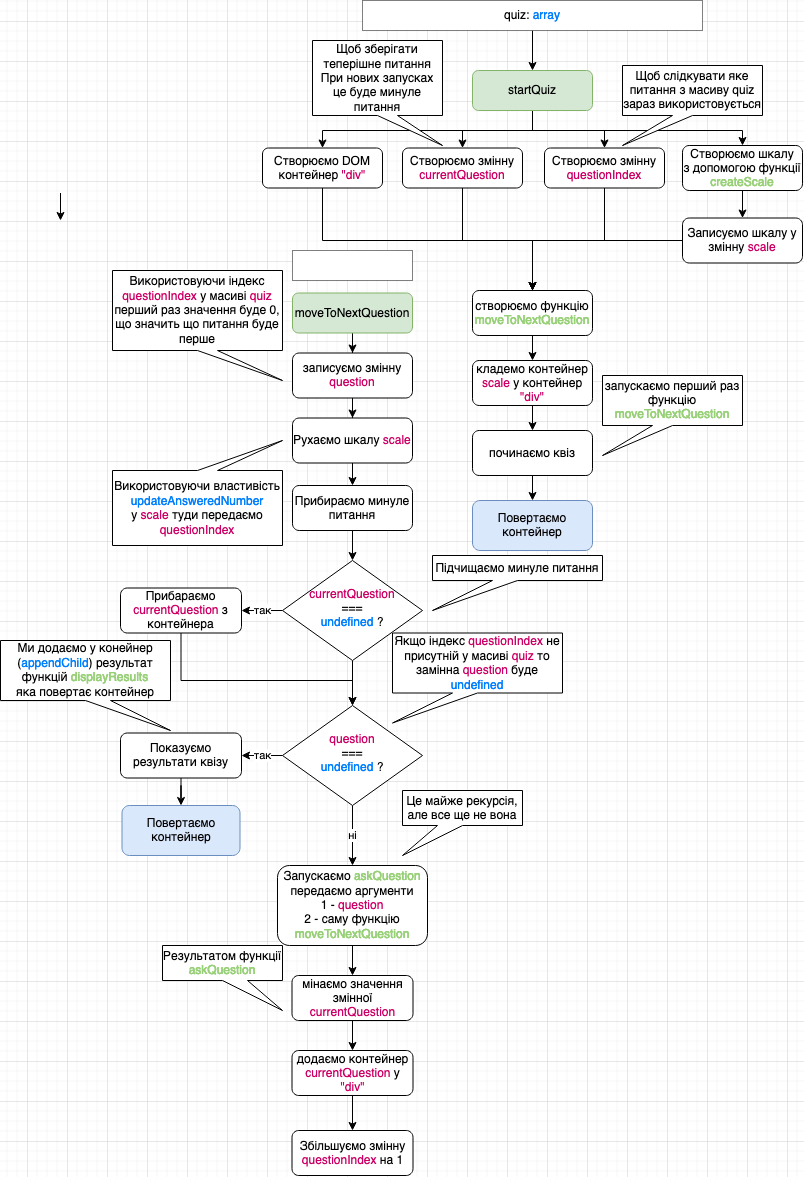 quiz: array
Щоб зберігати
теперішне питання
При нових запусках
це буде минуле
питання
startQuiz
Щоб слідкувати яке
питання з масиву quiz
зараз використовується
Створюємо DOM
контейнер "div"
Створюємо змінну
currentQuestion
Створюємо змінну
questionIndex
Створюємо шкалу
з допомогою функції
createScale
Записуємо шкалу у
змінну scale
Використовуючи індекс
questionIndex у масиві quiz
перший раз значення буде 0,
що значить що питання буде
перше
moveToNextQuestion
створюємо функцію
moveToNextQuestion
записуємо змінну
question
кладемо контейнер
scale у контейнер
"div"
запускаємо перший раз
функцію
moveToNextQuestion
Рухаємо шкалу scale
починаємо квіз
Використовуючи властивість
updateAnsweredNumber
у scale туди передаємо
questionIndex
Прибираємо минуле
питання
Повертаємо
контейнер
Підчищаємо минуле питання
currentQuestion
===
undefined ?
так
Прибараємо
currentQuestion з
контейнера
Якщо індекс questionIndex не
присутній у масиві quiz то
замінна question буде
undefined
Ми додаємо у конейнер
(appendChild) результат
функцій displayResults
яка повертає контейнер
question
===
undefined ?
так
Показуємо
результати квізу
Повертаємо
контейнер
ні
Це майже рекурсія,
але все ще не вона
Запускаємо askQuestion
передаємо аргументи
1 - question
2 - саму функцію
moveToNextQuestion
Результатом функції
askQuestion
мінаємо значення
змінної
currentQuestion
додаємо контейнер
currentQuestion у
"div"
Збільшуємо змінну
questionIndex на 1